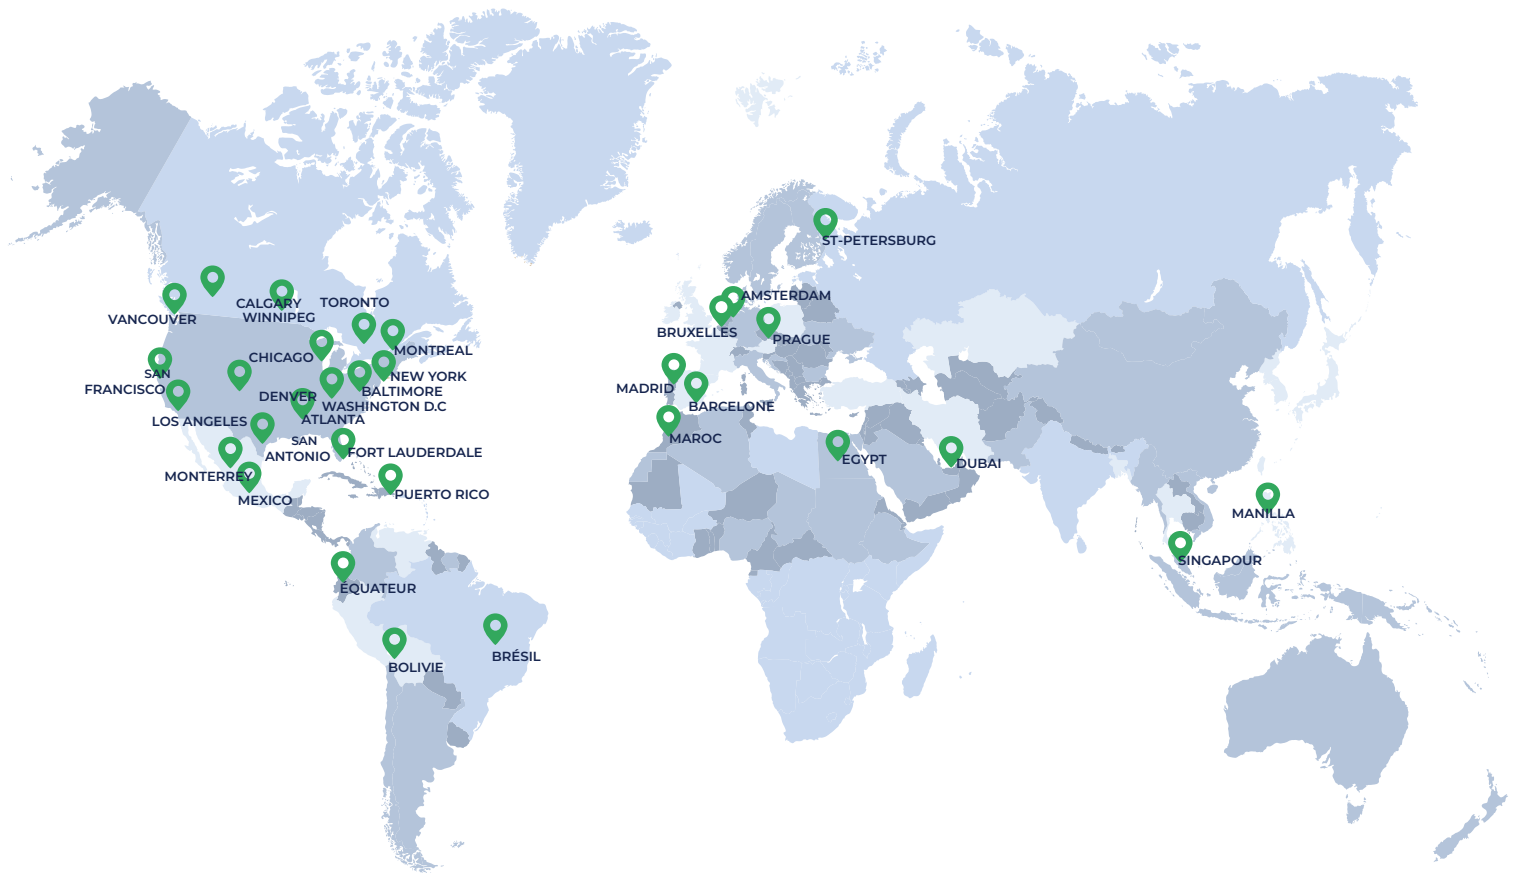 ST-PETERSBURG
AMSTERDAM
CALGARY
TORONTO
WINNIPEG
VANCOUVER
BRUXELLES
PRAGUE
MONTREAL
CHICAGO
SAN
FRANCISCO
NEW YORK
MADRID
BALTIMORE
DENVER
WASHINGTON D.C
BARCELONE
LOS ANGELES
ATLANTA
MAROC
SAN
ANTONIO
FORT LAUDERDALE
EGYPT
DUBAI
MONTERREY
PUERTO RICO
MEXICO
MANILLA
SINGAPOUR
ÉQUATEUR
BRÉSIL
BOLIVIE